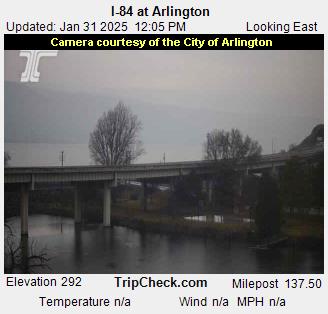 I-84 at Arlington
Updated: Jan 31 2025 12:05 PM Looking East
Camera courtesy of the City of Arlington
Elevation 292 TripCheck.com Milepost 137.50
Temperature n/a Wind n/a MPH n/a